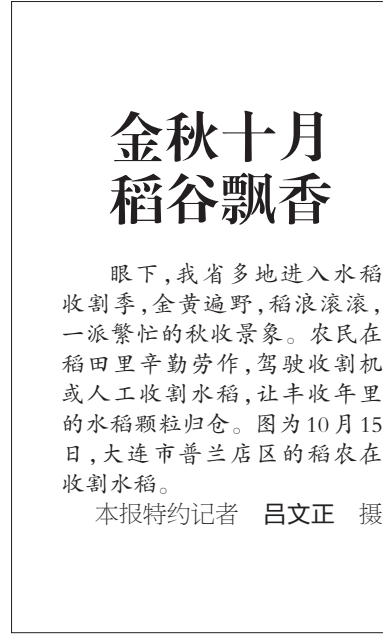 金秋十月
稻谷飘香
眼下,我省多地进入水稻
收割季,金黄遍野,稻浪滚滚,
一派繁忙的秋收景象。农民在
稻田里辛勤劳作,驾驶收割机
或人工收割水稻,让丰收年里
的水稻颗粒归仓。图为10月15
日,大连市普兰店区的稻农在
收割水稻。
本报特约记者 吕文正 摄